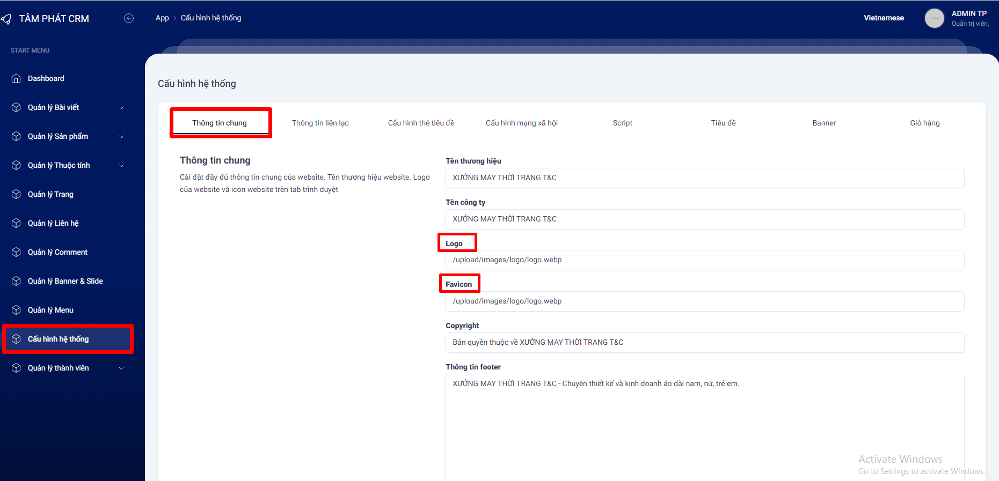 TÂM PHÁT CRM
App > Cấu hình hệ thống
Vietnamese
ADMIN TP
Quản trị viên,
START MENU
Dashboard
Quản lý Bài viết
Quản lý Sản phẩm
Quản lý Thuộc tính
Quản lý Trang
Quản lý Liên hệ
Quản lý Comment
Quản lý Banner & Slide
Quản lý Menu
Cấu hình hệ thống
Quản lý thành viên
Cấu hình hệ thống
Thông tin chung
Thông tin liên lạc
Cấu hình thẻ tiêu đề
Cấu hình mạng xã hội
Script
Tiêu đề
Banner
Giỏ hàng
Thông tin chung
Cài đặt đầy đủ thông tin chung của website. Tên thương hiệu website. Logo
của website và icon website trên tab trình duyệt
Tên thương hiệu
XƯỞNG MAY THỜI TRANG T&C
Tên công ty
XƯỞNG MAY THỜI TRANG T&C
Logo
/upload/images/logo/logo.webp
Favicon
/upload/images/logo/logo.webp
Copyright
Bản quyền thuộc về XƯỞNG MAY THỜI TRANG T&C
Thông tin footer
XƯỞNG MAY THỜI TRANG T&C - Chuyên thiết kế và kinh doanh áo dài nam, nữ, trẻ em.
Activate Windows
Go to Settings to activate Windows.